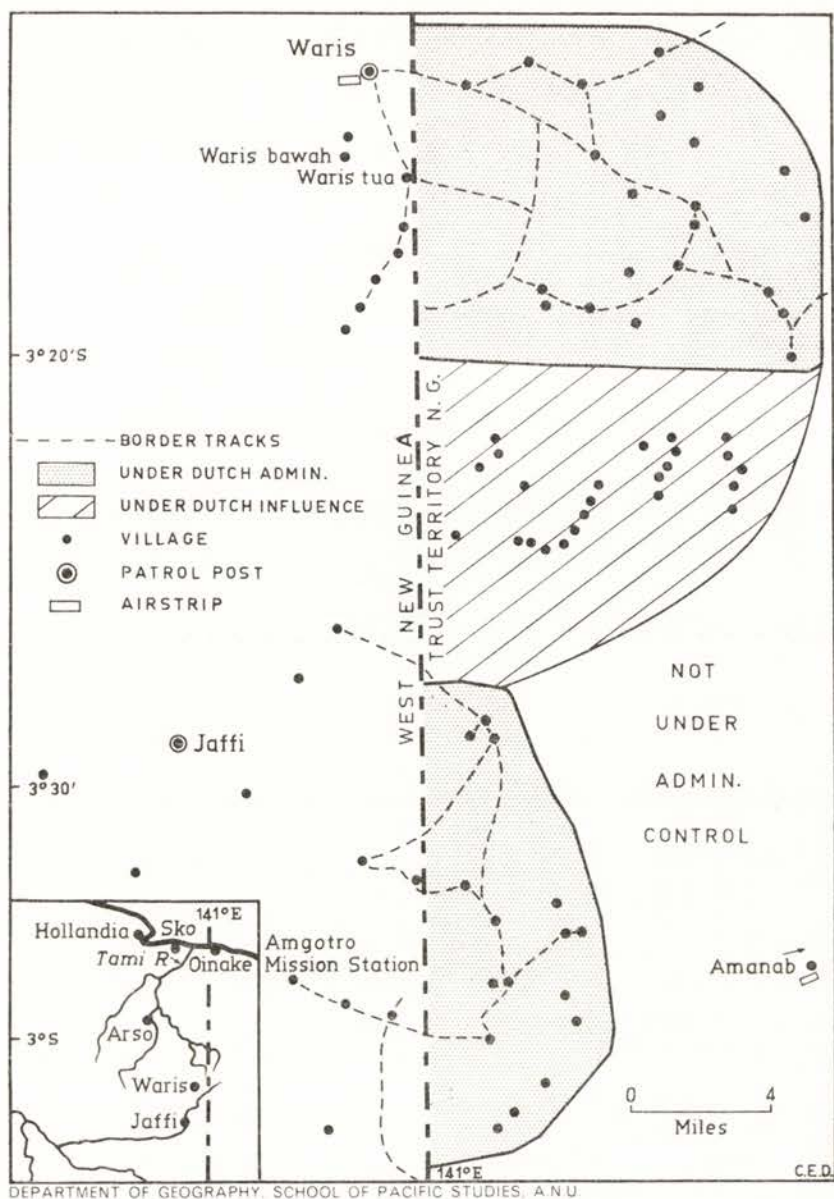 Waris
Waris bawah
Waris tua
3°20'S
BORDER TRACKS
UNDER DUTCH ADMIN.
UNDER DUTCH INFLUENCE
VILLAGE
PATROL POST
AIRSTRIP
WEST NEW GUINEA
TRUST TERRITORY N.G.
NOT
UNDER
ADMIN.
CONTROL
Jaffi
3°30'
141°E
Hollandia
Sko
Tami R
Oinake
Arso
3°S
Waris
Jaffi
Amgotro
Mission Station
Amanab
0 4
Miles
141°E
C.E.D.
DEPARTMENT OF GEOGRAPHY. SCHOOL OF PACIFIC STUDIES, A.N.U.